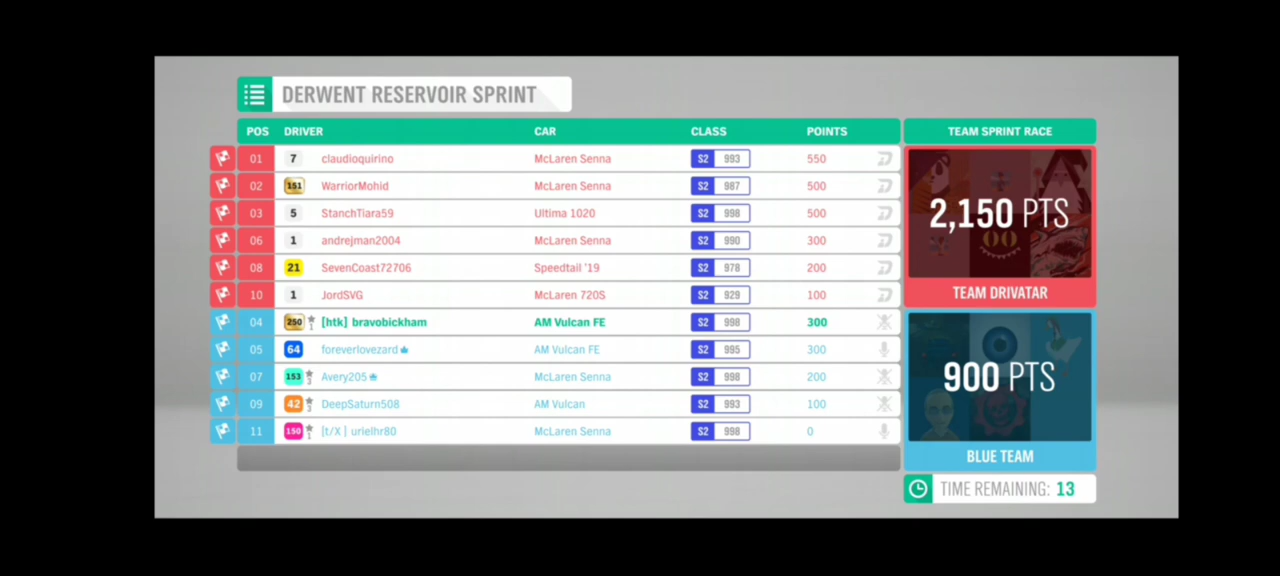 DERWENT RESERVOIR SPRINT
POS DRIVER CAR CLASS POINTS TEAM SPRINT RACE
01 7 claudioquirino McLaren Senna S2 993 550
02 151 WarriorMohid McLaren Senna S2 987 500
03 5 StanchTiara59 Ultima 1020 S2 998 500
06 1 andrejman2004 McLaren Senna S2 990 300
08 21 SevenCoast72706 Speedtail '19 S2 978 200
10 1 JordSVG McLaren 720S S2 929 100
2,150 PTS
TEAM DRIVATAR
04 250 1 [htk] bravobickham AM Vulcan FE S2 998 300
05 64 foreverlovezard AM Vulcan FE S2 995 300
07 153 3 Avery205 McLaren Senna S2 998 200
09 42 3 DeepSaturn508 AM Vulcan S2 993 100
11 150 1 [t/X ] urielhr80 McLaren Senna S2 998 0
900 PTS
BLUE TEAM
TIME REMAINING: 13